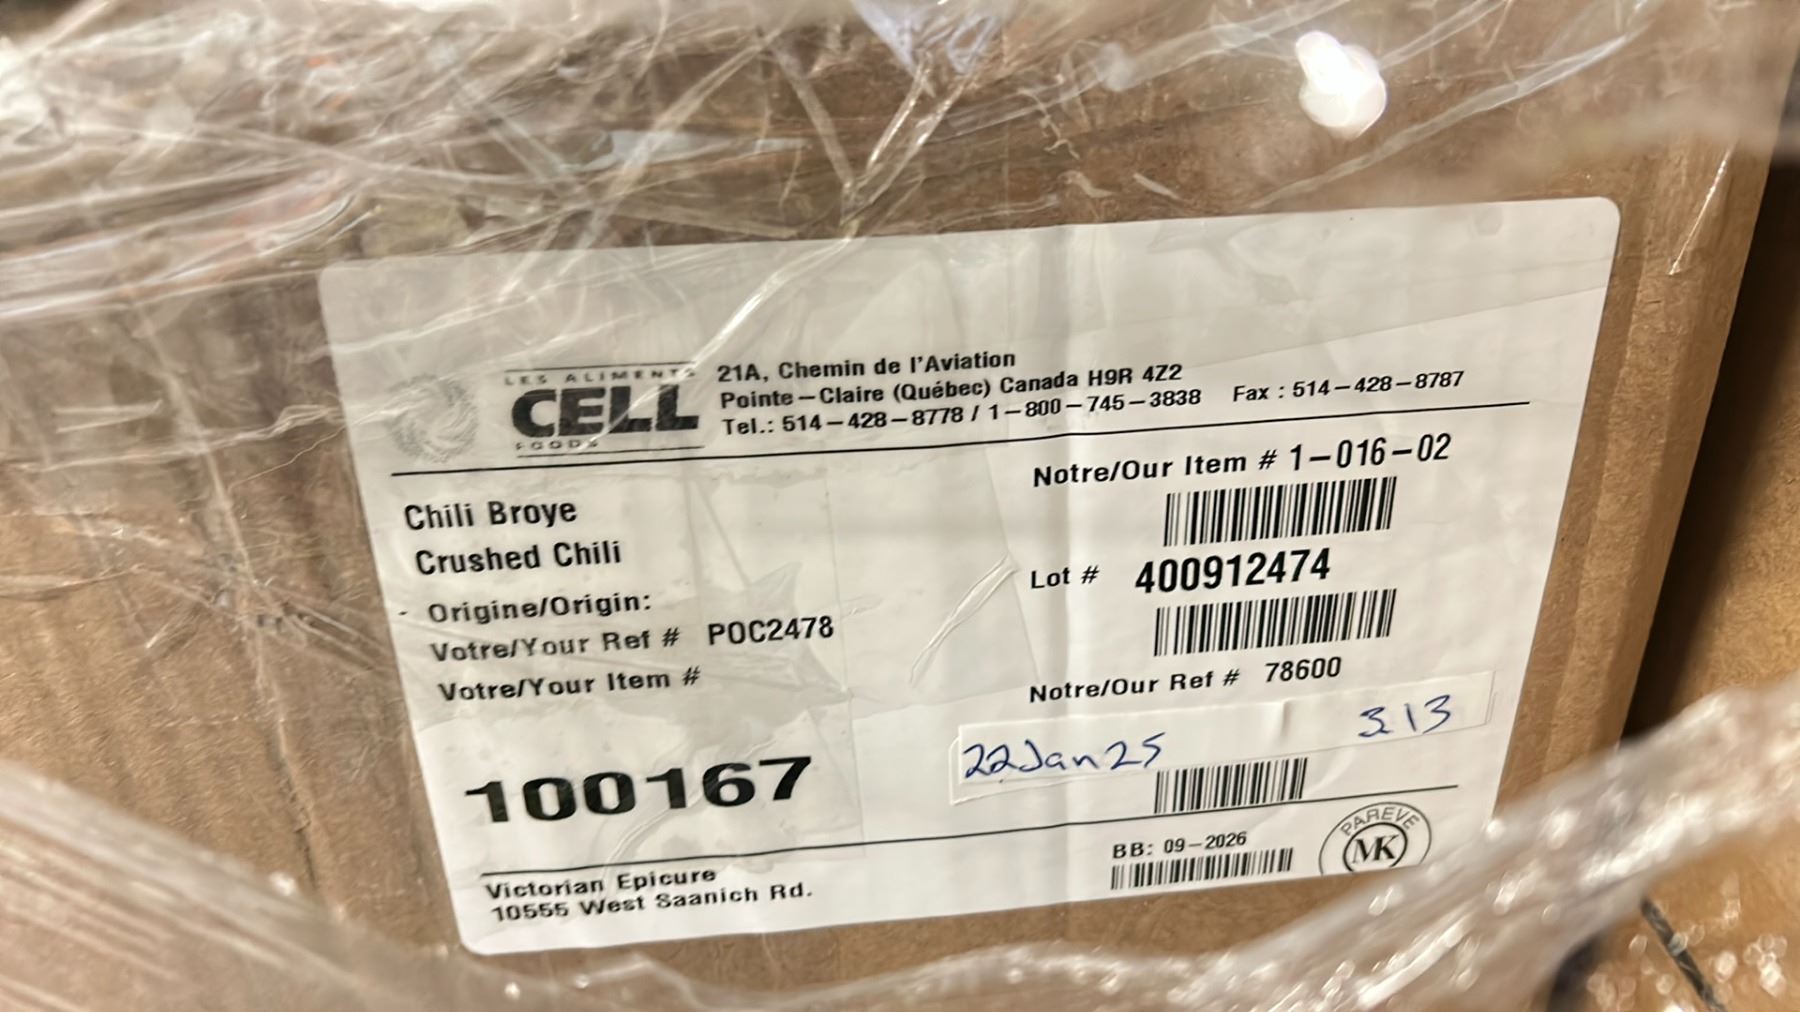 LES ALIMENTS
CELL
FOODS
21A, Chemin de l'Aviation
Pointe-Claire (Québec) Canada H9R 4Z2
Tel.: 514-428-8778 / 1-800-745-3838 Fax : 514-428-8787
Notre/Our Item # 1-016-02
Chili Broye
Crushed Chili
Lot # 400912474
Origine/Origin:
Votre/Your Ref # POC2478
Votre/Your Item #
Notre/Our Ref # 78600
22Jan25 313
100167
BB: 09-2026
PAREVE
MK
Victorian Epicure
10555 West Saanich Rd.